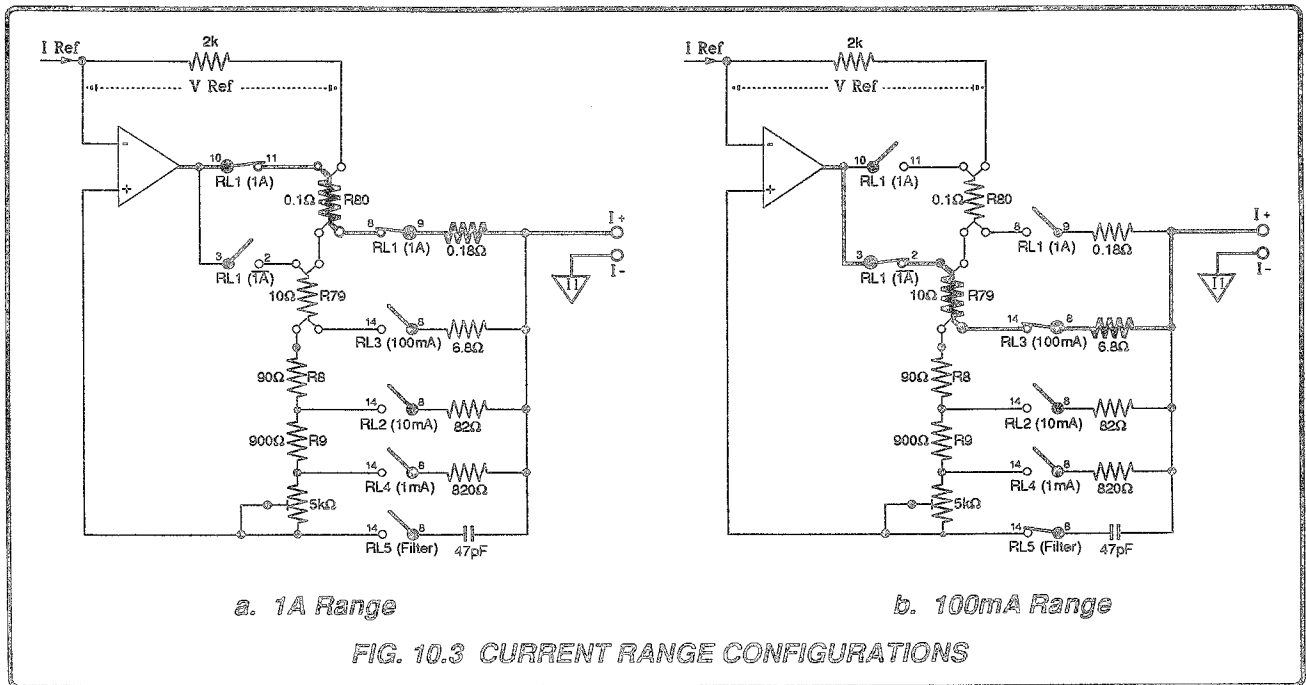 I Ref
2k
V Ref
-
+
10
11
RL1 (1A)
0.1Ω
R80
8
9
RL1 (1A)
0.18Ω
I+
I-
I1
3
2
RL1 (1̅A̅)
10Ω
R79
14
8
RL3 (100mA)
6.8Ω
90Ω
R8
14
8
RL2 (10mA)
82Ω
900Ω
R9
14
8
RL4 (1mA)
820Ω
5kΩ
14
8
RL5 (Filter)
47pF
a. 1A Range
I Ref
2k
V Ref
-
+
10
11
RL1 (1A)
0.1Ω
R80
8
9
RL1 (1A)
0.18Ω
I+
I-
I1
3
2
RL1 (1̅A̅)
10Ω
R79
14
8
RL3 (100mA)
6.8Ω
90Ω
R8
14
8
RL2 (10mA)
82Ω
900Ω
R9
14
8
RL4 (1mA)
820Ω
5kΩ
14
8
RL5 (Filter)
47pF
b. 100mA Range
FIG. 10.3 CURRENT RANGE CONFIGURATIONS